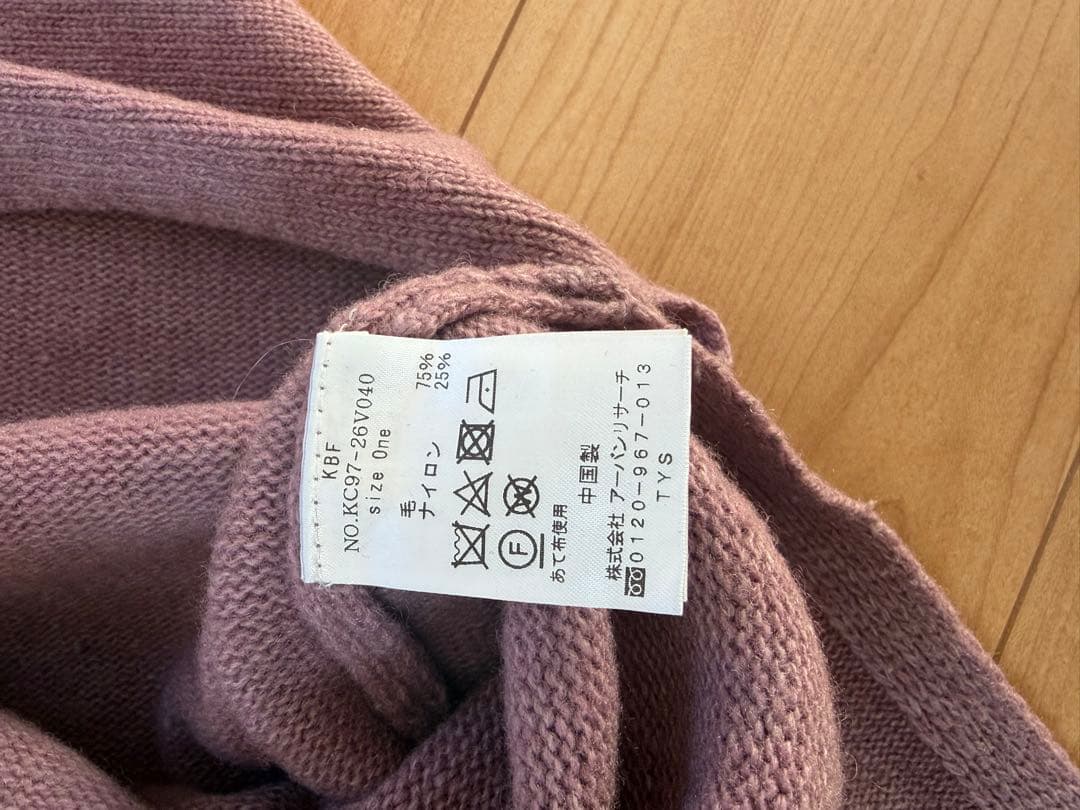 KBF
NO.KC97-26V040
size One
毛 75%
ナイロン 25%
F
W
あて布使用
中国製
株式会社 アーバンリサーチ
0120-967-013
TYS